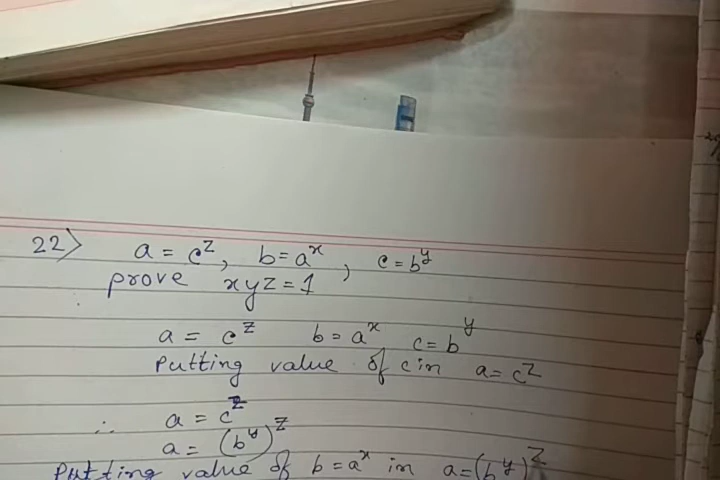 22) a = c^z, b = a^x, c = b^y
prove xyz = 1
a = c^z b = a^x c = b^y
Putting value of c in a = c^z
∴ a = c^z
a = (b^y)^z
Putting value of b = a^x in a = (b^y)^z